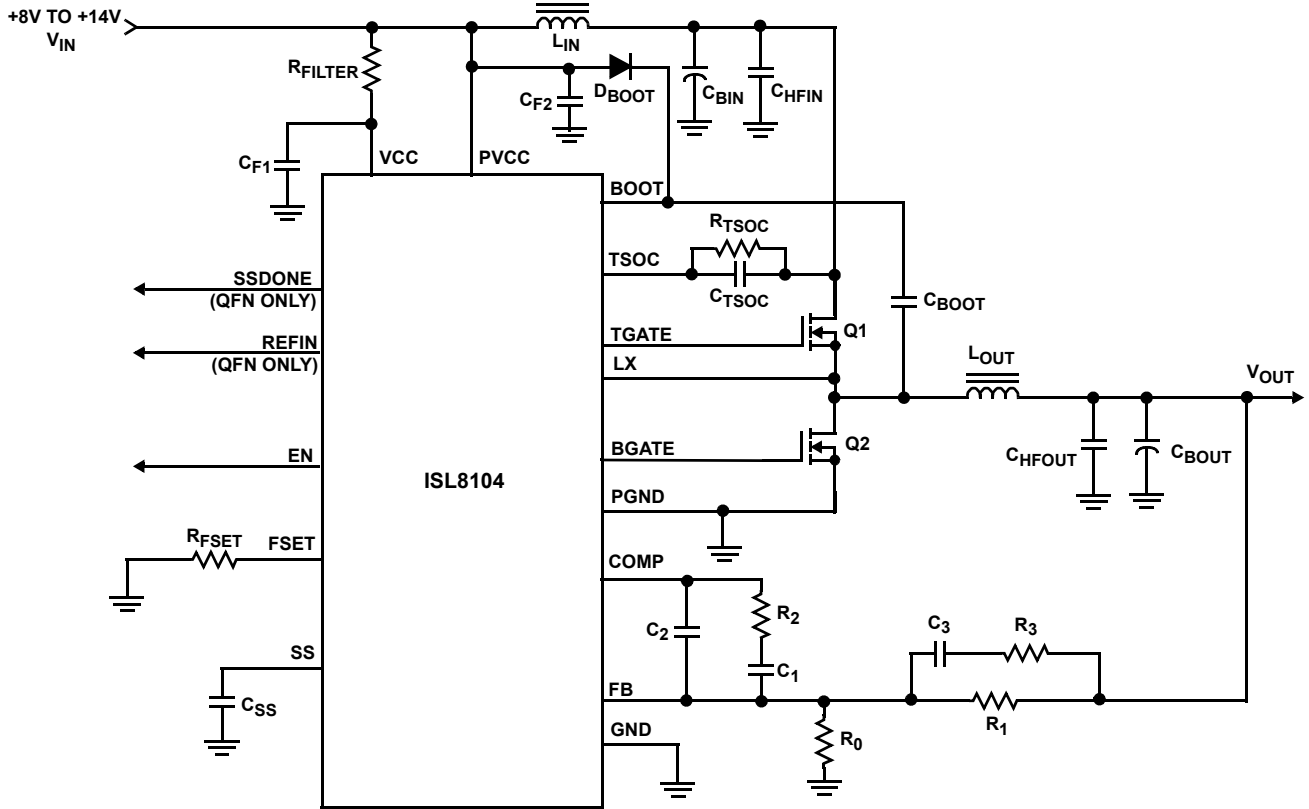 +8V TO +14V
VIN
LIN
RFILTER
CF2
DBOOT
CBIN
CHFIN
CF1
VCC
PVCC
BOOT
RTSOC
TSOC
CTSOC
SSDONE
(QFN ONLY)
CBOOT
TGATE
Q1
REFIN
(QFN ONLY)
LX
LOUT
VOUT
BGATE
Q2
EN
CHFOUT
CBOUT
ISL8104
PGND
RFSET
FSET
COMP
R2
C2
C3
R3
SS
C1
FB
CSS
R1
GND
R0